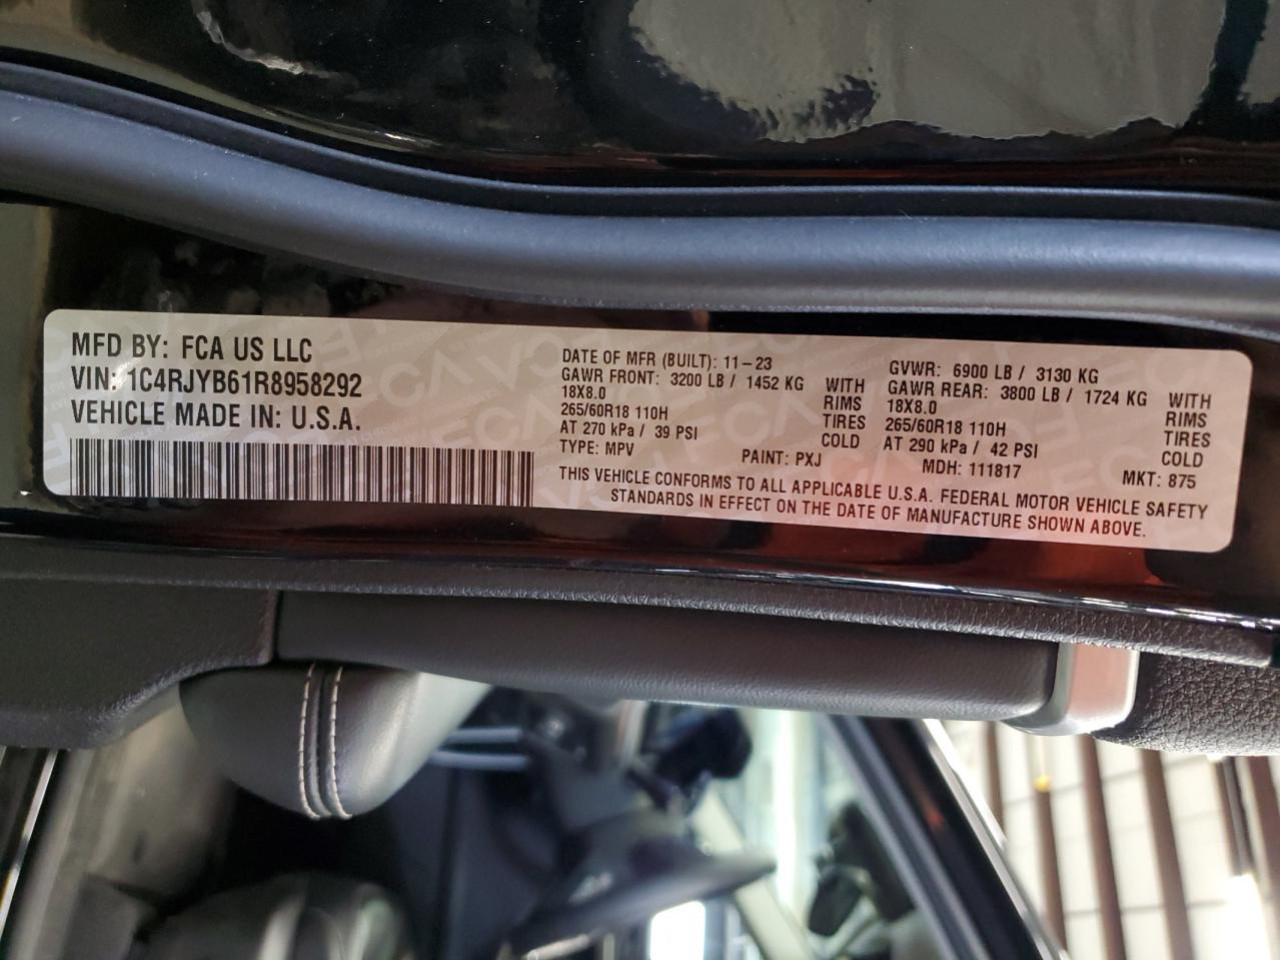 MFD BY: FCA US LLC
VIN: 1C4RJYB61R8958292
VEHICLE MADE IN: U.S.A.
DATE OF MFR (BUILT): 11-23
GAWR FRONT: 3200 LB / 1452 KG WITH
18X8.0 RIMS
265/60R18 110H TIRES
AT 270 kPa / 39 PSI COLD
TYPE: MPV PAINT: PXJ
GVWR: 6900 LB / 3130 KG
GAWR REAR: 3800 LB / 1724 KG WITH
18X8.0 RIMS
265/60R18 110H TIRES
AT 290 kPa / 42 PSI COLD
MDH: 111817 MKT: 875
THIS VEHICLE CONFORMS TO ALL APPLICABLE U.S.A. FEDERAL MOTOR VEHICLE SAFETY
STANDARDS IN EFFECT ON THE DATE OF MANUFACTURE SHOWN ABOVE.